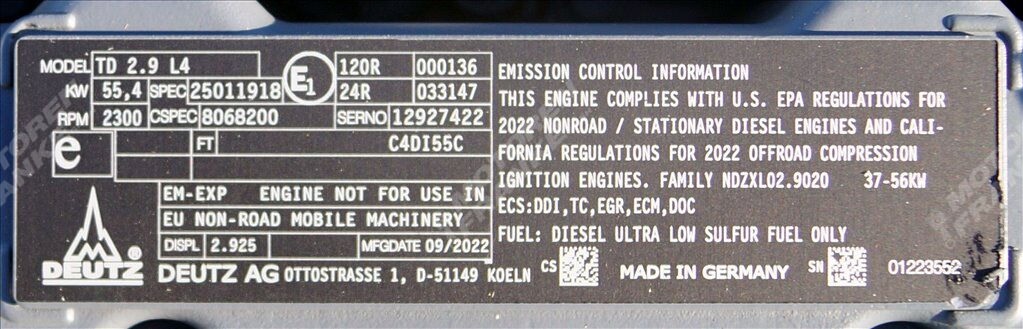 MODEL TD 2.9 L4
KW 55,4 SPEC 25011918
RPM 2300 CSPEC 8068200
E1
120R 000136
24R 033147
SERNO 12927422
e
FT C4DI55C
EM-EXP ENGINE NOT FOR USE IN
EU NON-ROAD MOBILE MACHINERY
DISPL 2.925 MFGDATE 09/2022
DEUTZ
DEUTZ AG OTTOSTRASSE 1, D-51149 KOELN
EMISSION CONTROL INFORMATION
THIS ENGINE COMPLIES WITH U.S. EPA REGULATIONS FOR
2022 NONROAD / STATIONARY DIESEL ENGINES AND CALI-
FORNIA REGULATIONS FOR 2022 OFFROAD COMPRESSION
IGNITION ENGINES. FAMILY NDZXL02.9020 37-56KW
ECS:DDI,TC,EGR,ECM,DOC
FUEL: DIESEL ULTRA LOW SULFUR FUEL ONLY
CS MADE IN GERMANY SN 01223552